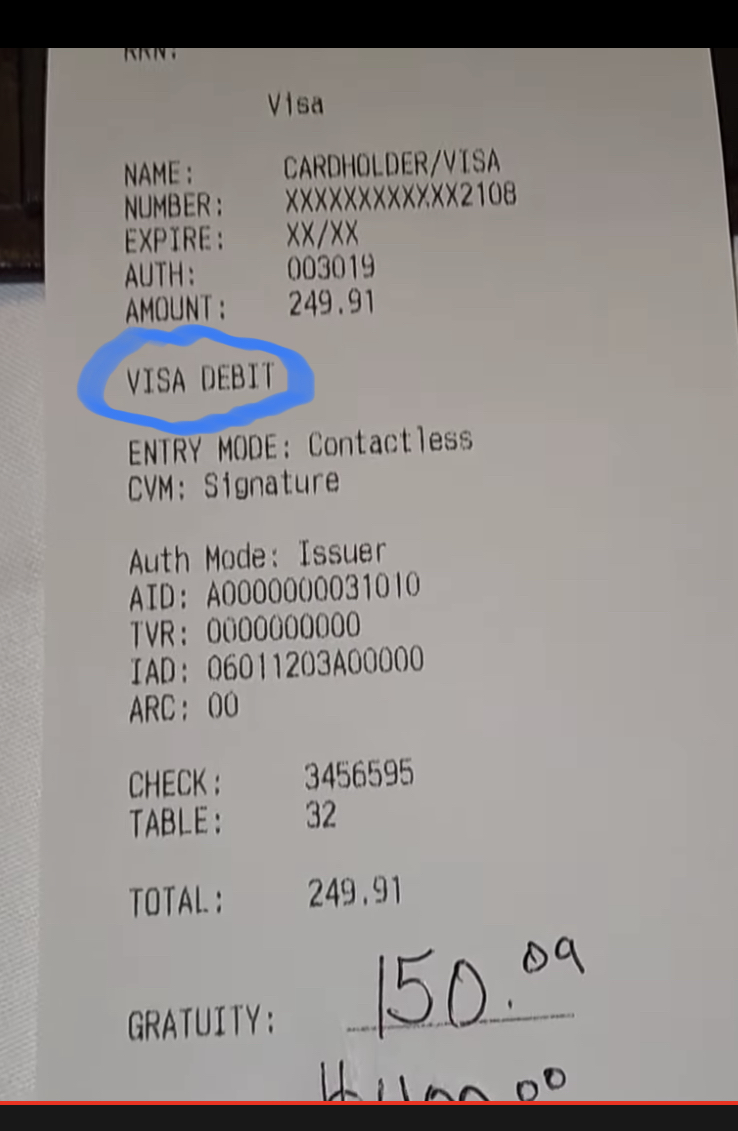 RRN:
Visa
NAME: CARDHOLDER/VISA
NUMBER: XXXXXXXXXXXX2108
EXPIRE: XX/XX
AUTH: 003019
AMOUNT: 249.91
VISA DEBIT
ENTRY MODE: Contactless
CVM: Signature
Auth Mode: Issuer
AID: A0000000031010
TVR: 0000000000
IAD: 06011203A00000
ARC: 00
CHECK: 3456595
TABLE: 32
TOTAL: 249.91
GRATUITY: 150.09